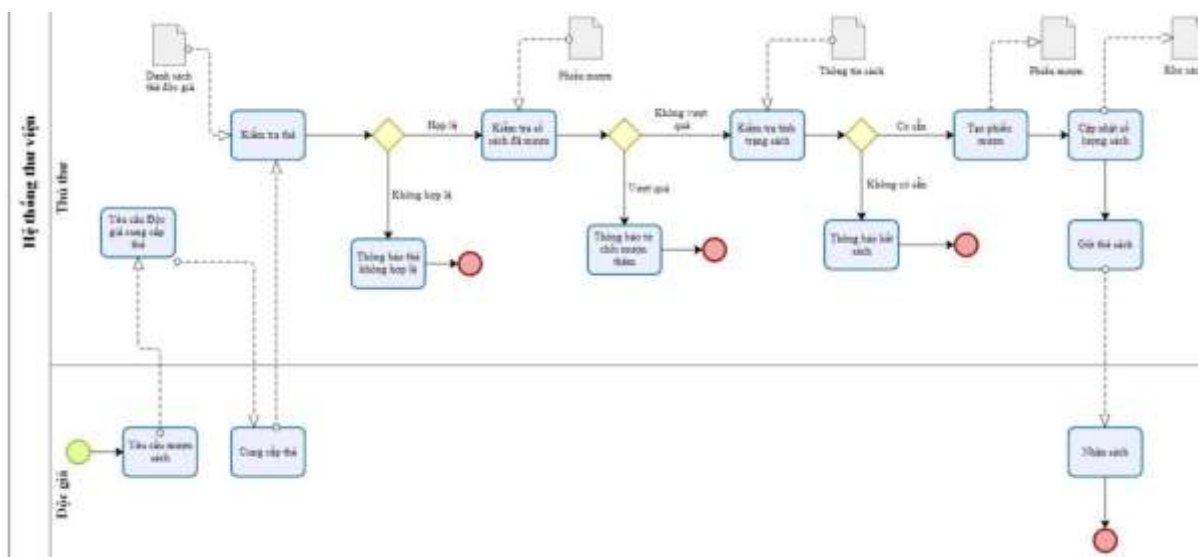 Hệ thống thư viện
Thủ thư
Độc giả
Danh sách
thẻ độc giả
Phiếu mượn
Thông tin sách
Phiếu mượn
Kho sác
Kiểm tra thẻ
Hợp lệ
Kiểm tra số
sách đã mượn
Không vượt
quá
Kiểm tra tình
trạng sách
Có sẵn
Tạo phiếu
mượn
Cập nhật số
lượng sách
Không hợp lệ
Vượt quá
Không có sẵn
Yêu cầu Độc
giả cung cấp
thẻ
Thông báo thẻ
không hợp lệ
Thông báo từ
chối mượn
thêm
Thông báo hết
sách
thẻ sách
Yêu cầu mượn
sách
Cung cấp thẻ
Nhận sách